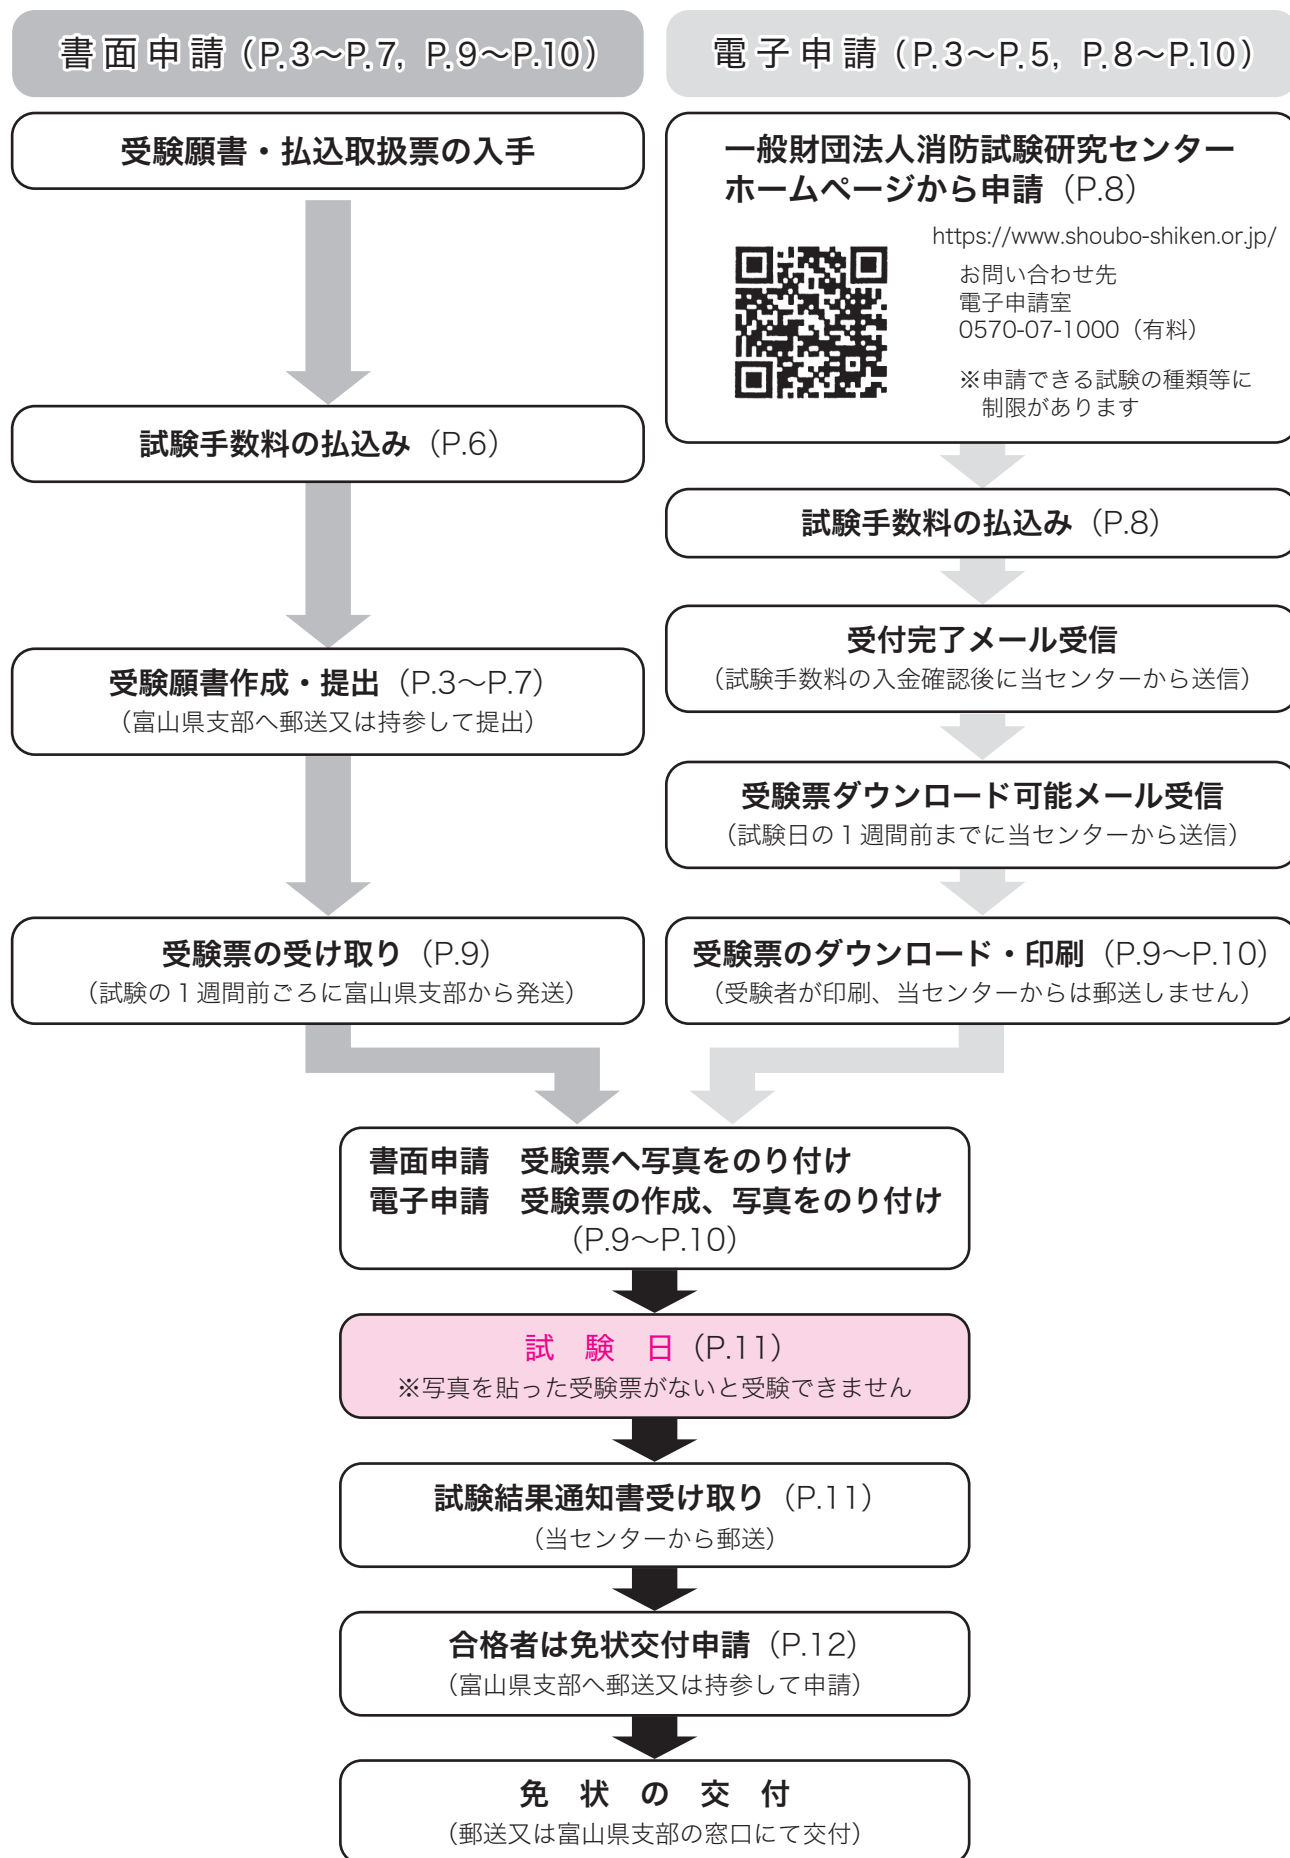 書面申請(P.3〜P.7, P.9〜P.10)
受験願書・払込取扱票の入手
試験手数料の払込み（P.6）
受験願書作成・提出（P.3〜P.7）
（富山県支部へ郵送又は持参して提出）
受験票の受け取り（P.9）
（試験の１週間前ごろに富山県支部から発送）
電子申請(P.3〜P.5, P.8〜P.10)
一般財団法人消防試験研究センター
ホームページから申請（P.8）
https://www.shoubo-shiken.or.jp/
お問い合わせ先
電子申請室
0570-07-1000（有料）
※申請できる試験の種類等に
制限があります
試験手数料の払込み（P.8）
受付完了メール受信
（試験手数料の入金確認後に当センターから送信）
受験票ダウンロード可能メール受信
（試験日の１週間前までに当センターから送信）
受験票のダウンロード・印刷（P.9〜P.10）
（受験者が印刷、当センターからは郵送しません）
書面申請　受験票へ写真をのり付け
電子申請　受験票の作成、写真をのり付け
（P.9〜P.10）
試　験　日（P.11）
※写真を貼った受験票がないと受験できません
試験結果通知書受け取り（P.11）
（当センターから郵送）
合格者は免状交付申請（P.12）
（富山県支部へ郵送又は持参して申請）
免　状　の　交　付
（郵送又は富山県支部の窓口にて交付）